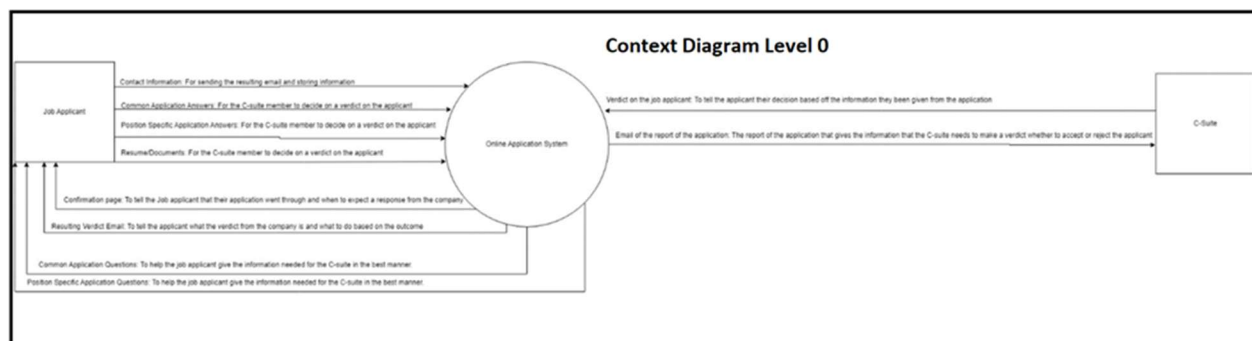 Context Diagram Level 0
Contact Information: For sending the resulting email and storing information
Job Applicant
Common Application Answers: For the C-suite member to decide on a verdict on the applicant
Position Specific Application Answers: For the C-suite member to decide on a verdict on the applicant
Resume/Documents: For the C-suite member to decide on a verdict on the applicant
Online Application System
Verdict on the job applicant: To tell the applicant their decision based off the information they been given from the application
C-Suite
Email of the report of the application: The report of the application that gives the information that the C-suite needs to make a verdict whether to accept or reject the applicant
Confirmation page: To tell the Job applicant that their application went through and when to expect a response from the company
Resulting Verdict Email: To tell the applicant what the verdict from the company is and what to do based on the outcome
Common Application Questions: To help the job applicant give the information needed for the C-suite in the best manner.
Position Specific Application Questions: To help the job applicant give the information needed for the C-suite in the best manner.